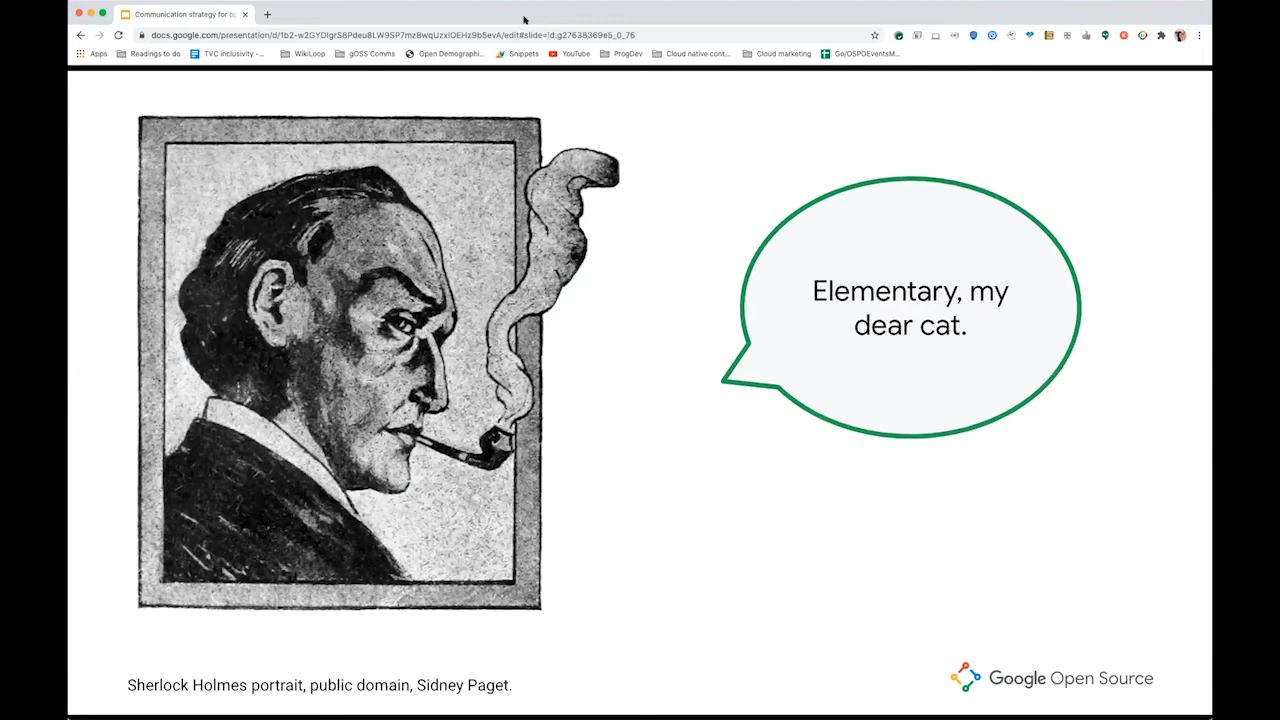 Communication strategy for op
docs.google.com/presentation/d/1b2-w2GYDIgrS8Pdeu8LW9SP7mzBwqUzxIOEHz9b5evA/edit#slide=id.g27638369e5_0_76
Apps Readings to do TVC inclusivity -... WikiLoop gOSS Comms Open Demographi... Snippets YouTube ProgDev Cloud native cont... Cloud marketing Go/OSPOEventsM...
Elementary, my
dear cat.
Sherlock Holmes portrait, public domain, Sidney Paget.
Google Open Source